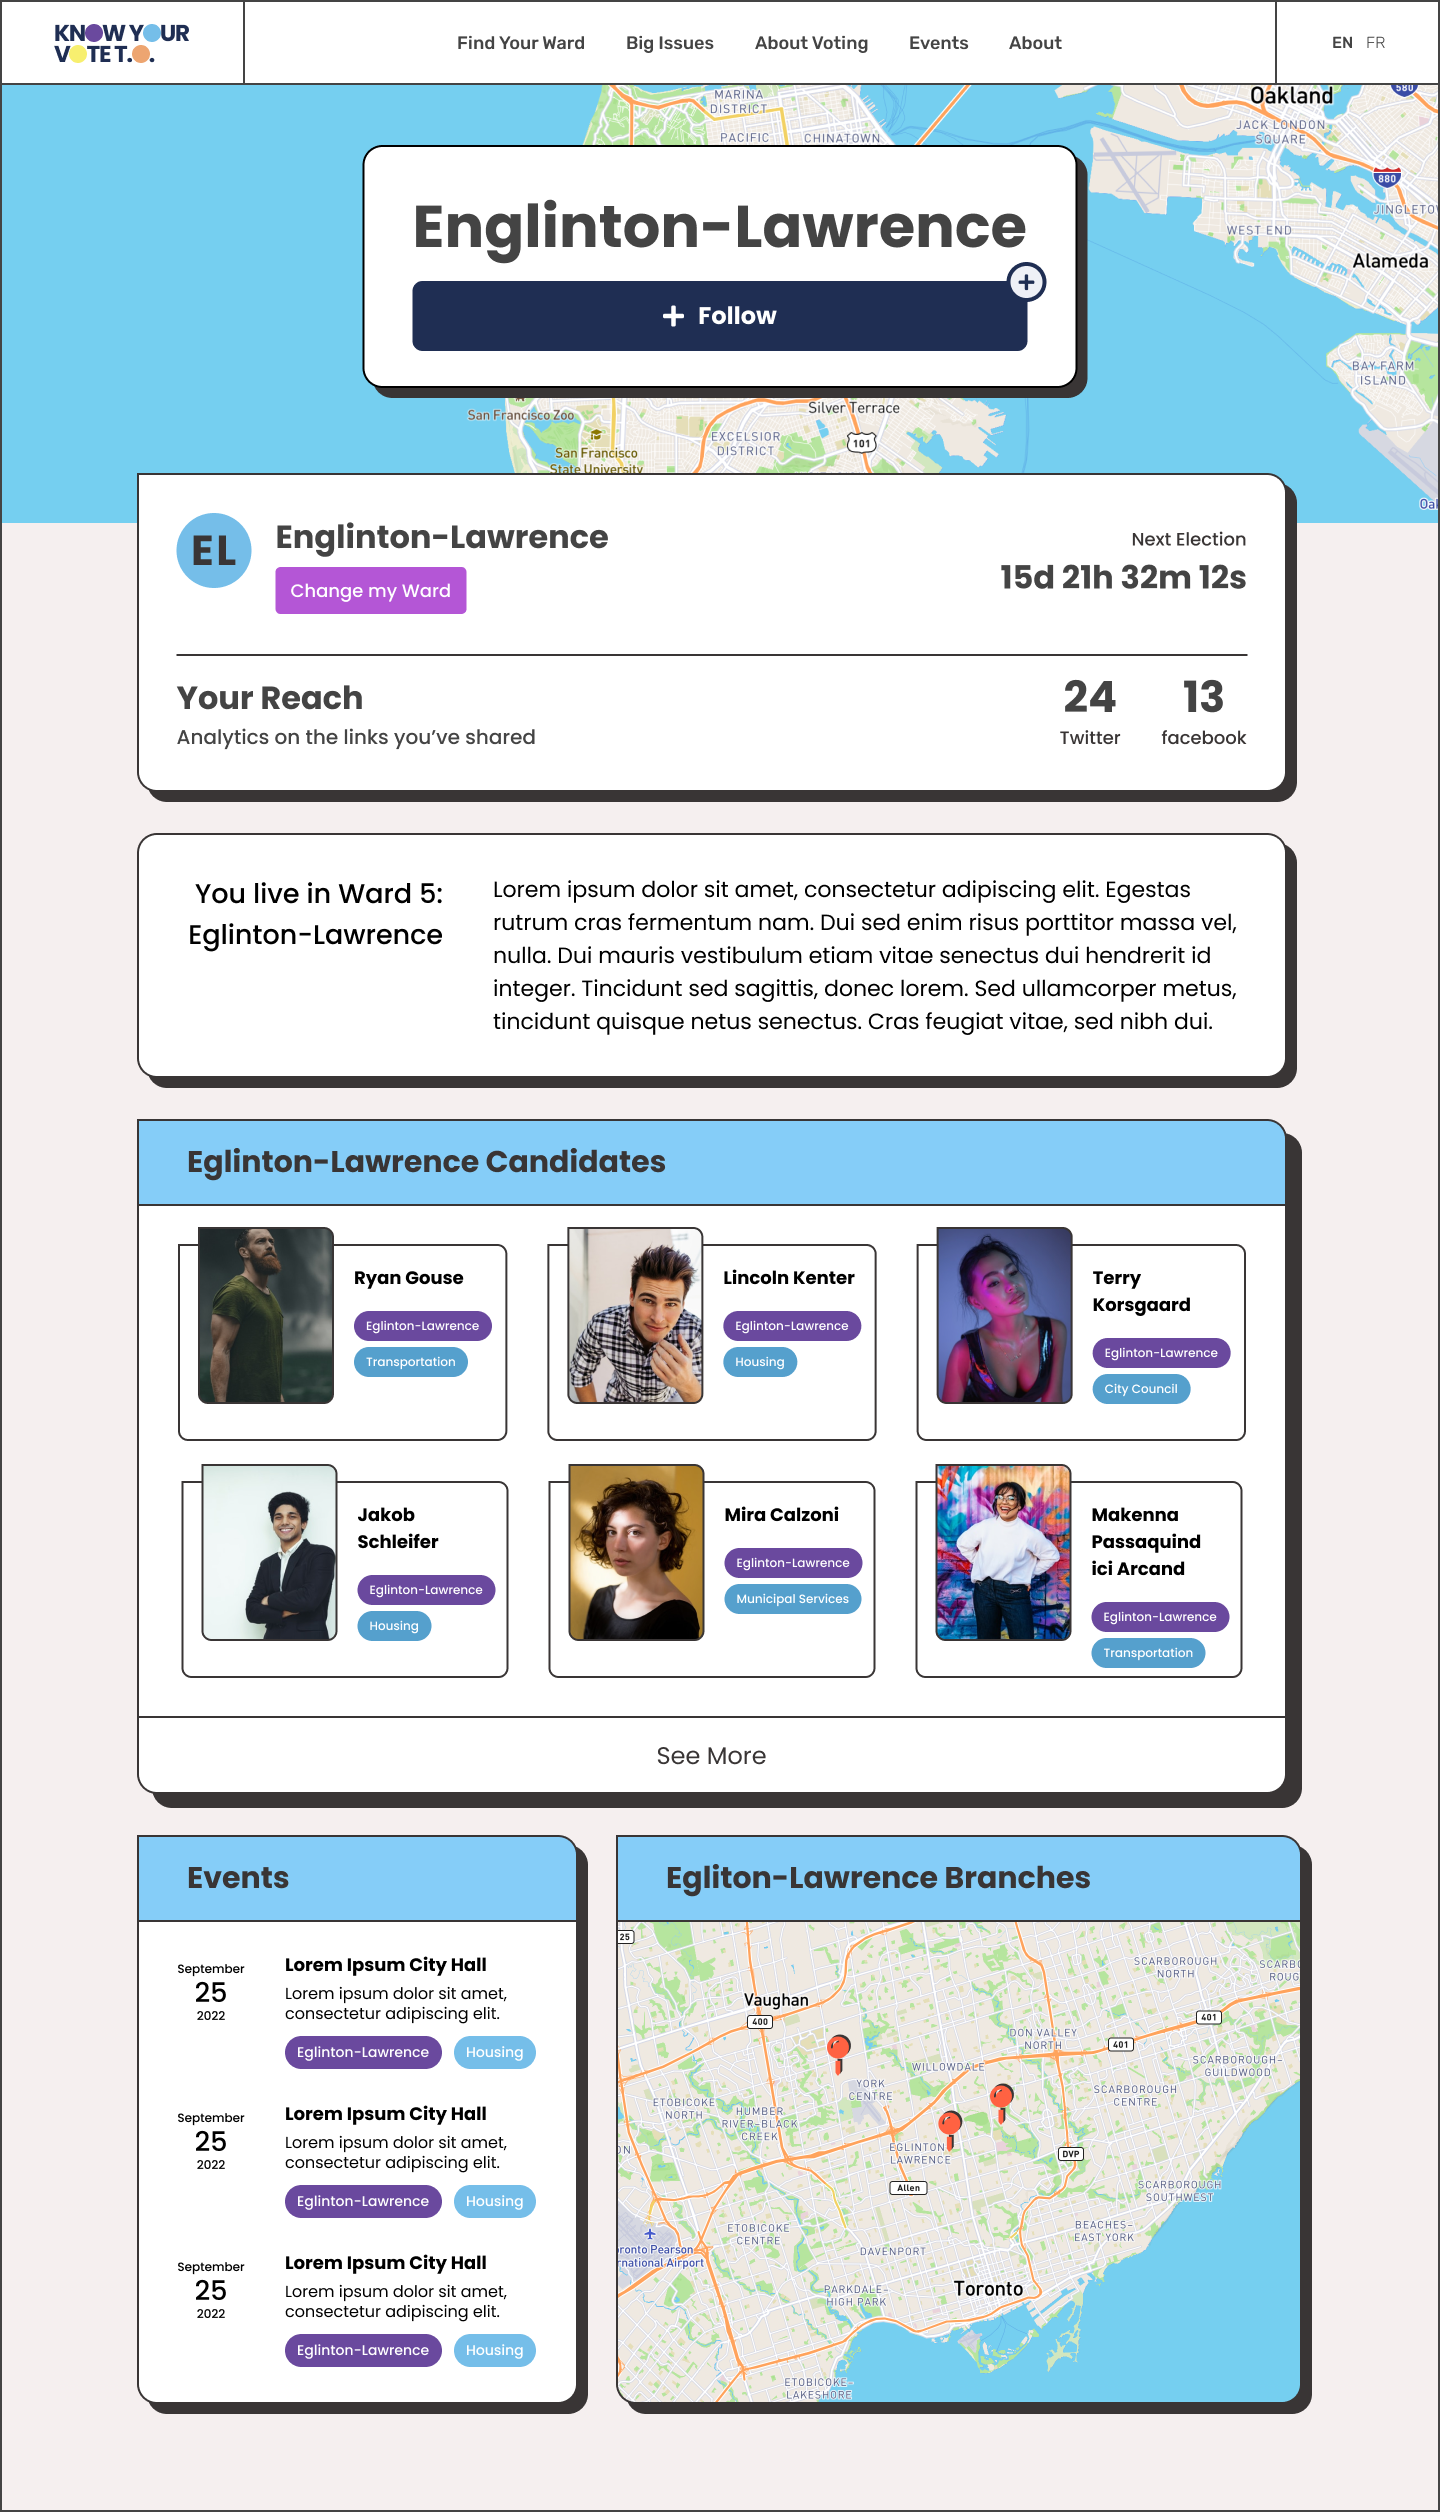 KNOW YOUR
VOTE T.O.
Find Your Ward
Big Issues
About Voting
Events
About
EN FR
MARINA
DISTRICT
PACIFIC
CHINATOWN
Oakland
580
JACK LONDON
SQUARE
880
JINGLETOW
WEST END
Alameda
Englinton-Lawrence
+ Follow
+
BAY FARM
ISLAND
San Francisco Zoo
Silver Terrace
EXCELSIOR
DISTRICT
101
San Francisco
State University
Oak
EL
Englinton-Lawrence
Change my Ward
Next Election
15d 21h 32m 12s
Your Reach
Analytics on the links you’ve shared
24
Twitter
13
facebook
You live in Ward 5:
Eglinton-Lawrence
Lorem ipsum dolor sit amet, consectetur adipiscing elit. Egestas
rutrum cras fermentum nam. Dui sed enim risus porttitor massa vel,
nulla. Dui mauris vestibulum etiam vitae senectus dui hendrerit id
integer. Tincidunt sed sagittis, donec lorem. Sed ullamcorper metus,
tincidunt quisque netus senectus. Cras feugiat vitae, sed nibh dui.
Eglinton-Lawrence Candidates
Ryan Gouse
Eglinton-Lawrence
Transportation
Lincoln Kenter
Eglinton-Lawrence
Housing
Terry
Korsgaard
Eglinton-Lawrence
City Council
Jakob
Schleifer
Eglinton-Lawrence
Housing
Mira Calzoni
Eglinton-Lawrence
Municipal Services
Makenna
Passaquind
ici Arcand
Eglinton-Lawrence
Transportation
See More
Events
September
25
2022
Lorem Ipsum City Hall
Lorem ipsum dolor sit amet,
consectetur adipiscing elit.
Eglinton-Lawrence
Housing
September
25
2022
Lorem Ipsum City Hall
Lorem ipsum dolor sit amet,
consectetur adipiscing elit.
Eglinton-Lawrence
Housing
September
25
2022
Lorem Ipsum City Hall
Lorem ipsum dolor sit amet,
consectetur adipiscing elit.
Eglinton-Lawrence
Housing
Egliton-Lawrence Branches
25
SCARBOROUGH
NORTH
SCARBO
ROUG
Vaughan
400
401
DON VALLEY
NORTH
401
WILLOWDALE
SCARBOROUGH-
GUILDWOOD
YORK
CENTRE
SCARBOROUGH
CENTRE
ETOBICOKE
NORTH
HUMBER
RIVER-BLACK
CREEK
ON
EGLINTON
LAWRENCE
DVP
Allen
SCARBOROUGH
SOUTHWEST
ETOBICOKE
CENTRE
BEACHES-
EAST YORK
oronto Pearson
rnational Airport
DAVENPORT
PARKDALE-
HIGH PARK
Toronto
ETOBICOKE-
LAKESHORE